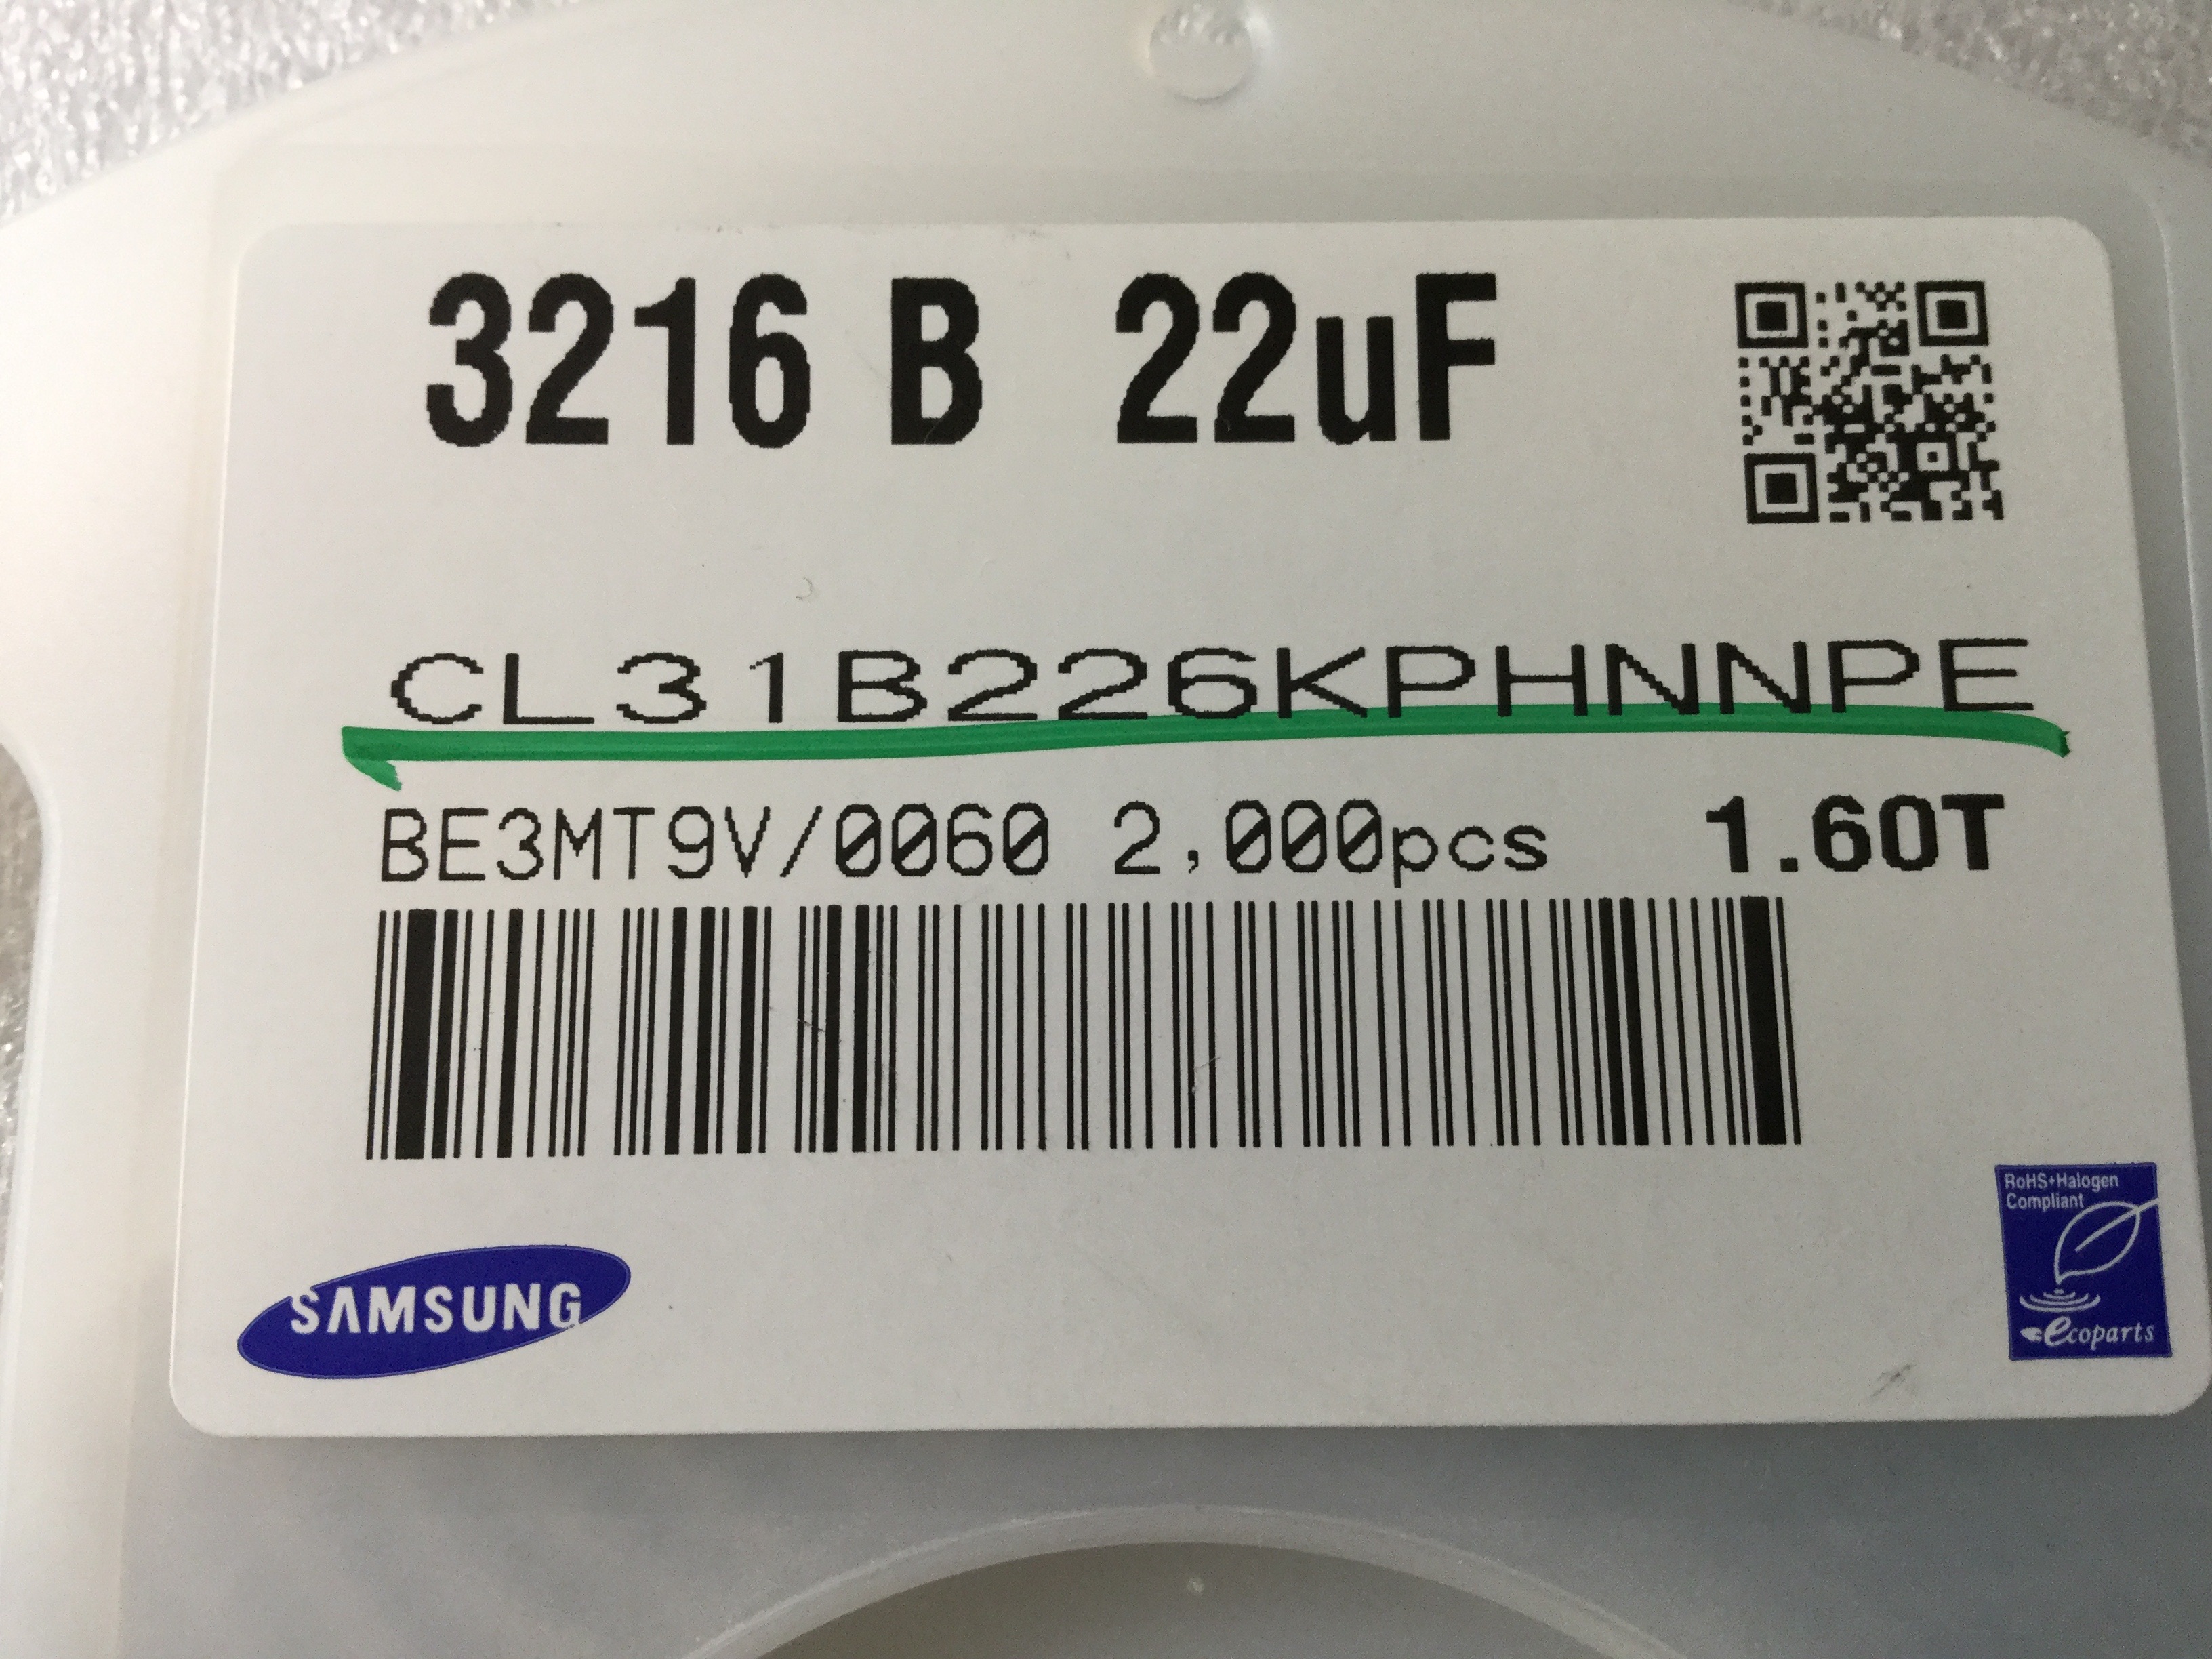 3216 B 22uF
CL31B226KPHNNPE
BE3MT9V/0060 2,000pcs 1.60T
RoHS+Halogen
Compliant
SAMSUNG
ecoparts